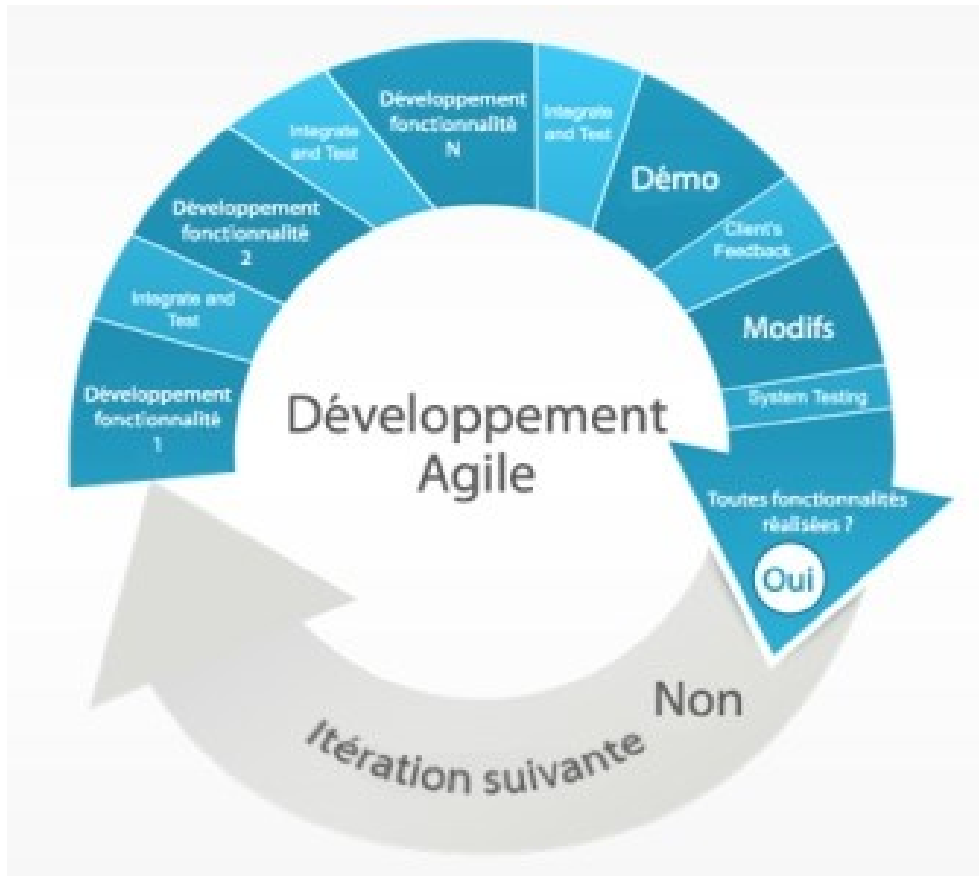 Développement
fonctionnalité
1
Integrate and
Test
Développement
fonctionnalité
2
Integrate
and Test
Développement
fonctionnalité
N
Integrate
and Test
Démo
Client's
Feedback
Modifs
System Testing
Toutes fonctionnalités
réalisées ?
Oui
Non
Itération suivante
Développement
Agile